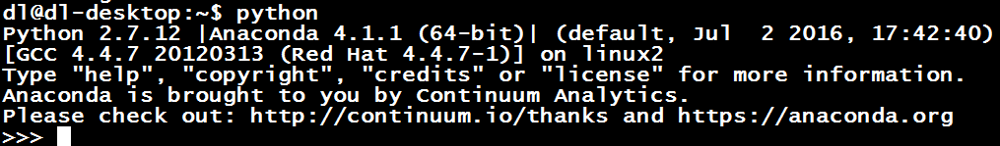 dl@dl-desktop:~$ python
Python 2.7.12 |Anaconda 4.1.1 (64-bit)| (default, Jul  2 2016, 17:42:40)
[GCC 4.4.7 20120313 (Red Hat 4.4.7-1)] on linux2
Type "help", "copyright", "credits" or "license" for more information.
Anaconda is brought to you by Continuum Analytics.
Please check out: http://continuum.io/thanks and https://anaconda.org
>>>